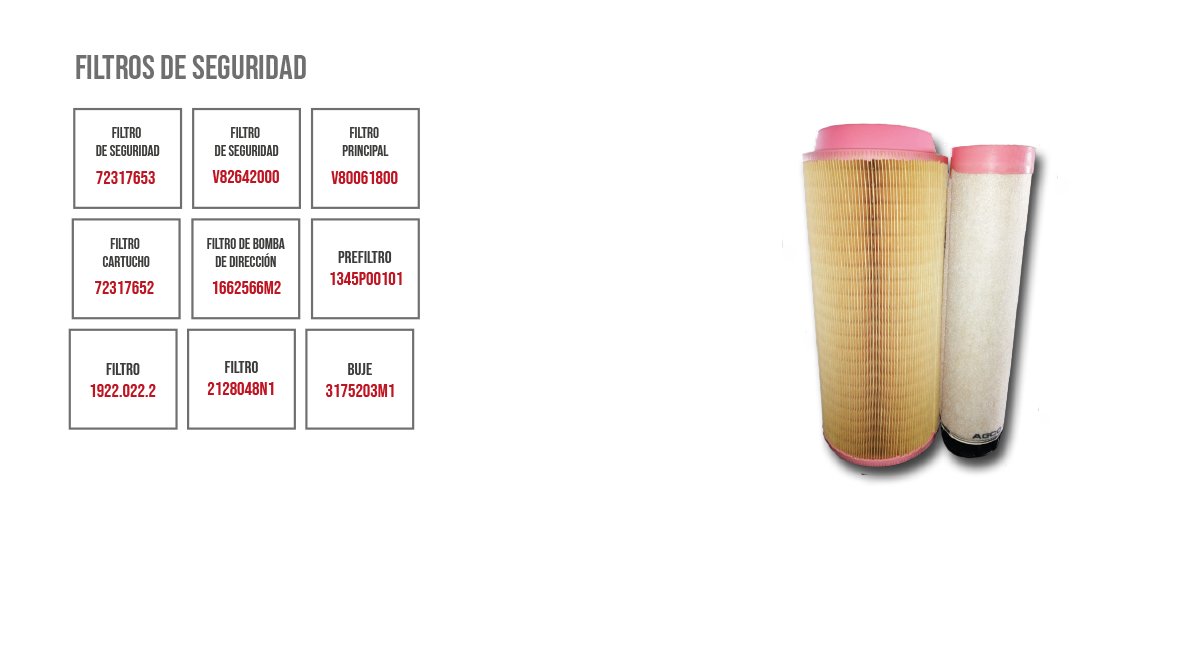 FILTROS DE SEGURIDAD
FILTRO
DE SEGURIDAD
72317653
FILTRO
DE SEGURIDAD
V82642000
FILTRO
PRINCIPAL
V80061800
FILTRO
CARTUCHO
72317652
FILTRO DE BOMBA
DE DIRECCIÓN
1662566M2
PREFILTRO
1345P00101
FILTRO
1922.022.2
FILTRO
2128048N1
BUJE
3175203M1
AGCO